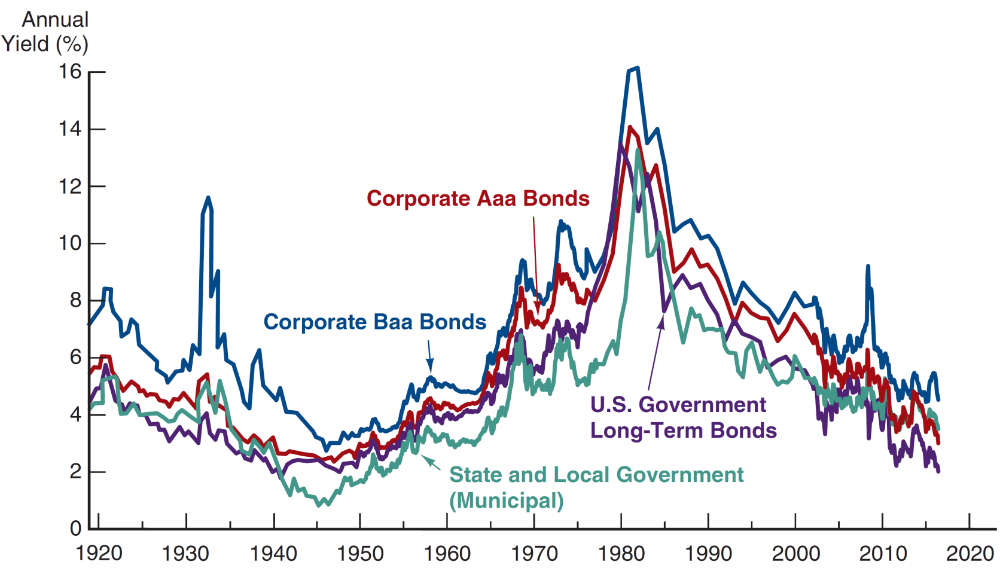 Annual
Yield (%)
16
14
12
10
8
6
4
2
0
Corporate Aaa Bonds
Corporate Baa Bonds
U.S. Government
Long-Term Bonds
State and Local Government
(Municipal)
1920 1930 1940 1950 1960 1970 1980 1990 2000 2010 2020